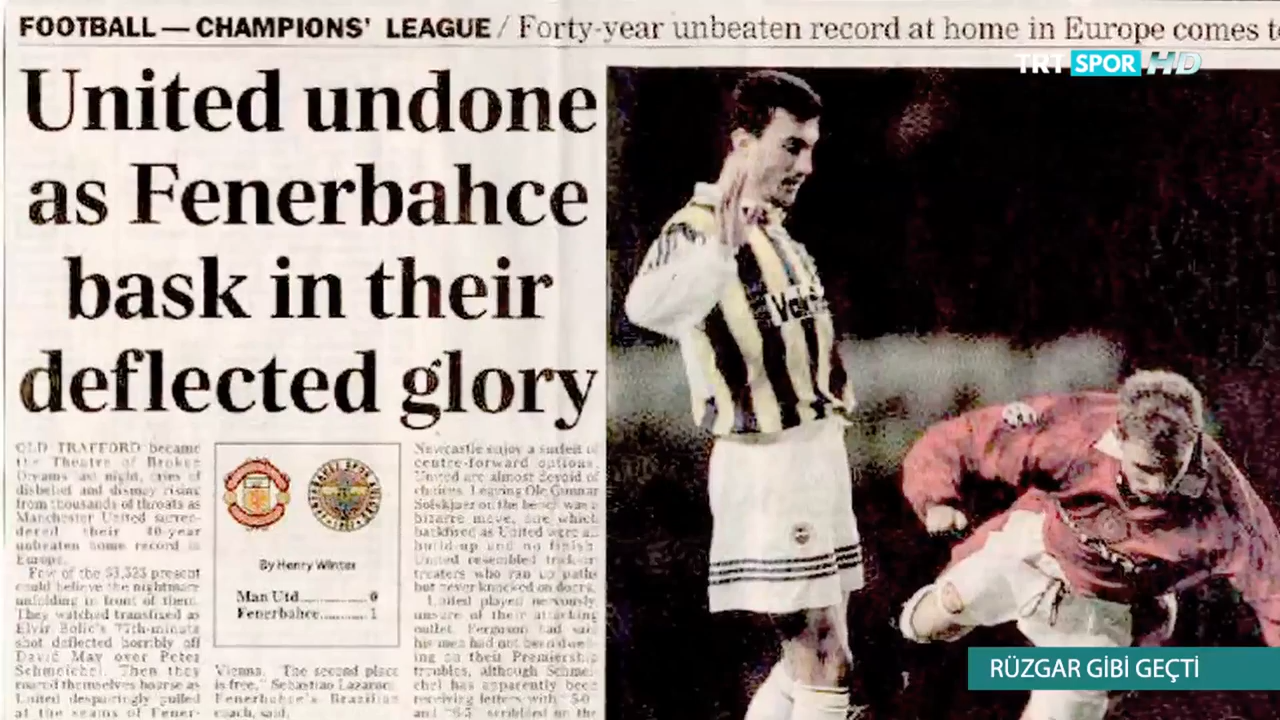 FOOTBALL — CHAMPIONS' LEAGUE / Forty-year unbeaten record at home in Europe comes t
TRT SPOR HD
United undone
as Fenerbahce
bask in their
deflected glory
OLD TRAFFORD became
the Theatre of Broken
Dreams last night, cries of
disbelief and dismay rising
from thousands of throats as
Manchester United surren-
dered their 40-year
unbeaten home record in
Europe.
Few of the 53,323 present
could believe the nightmare
unfolding in front of them.
They watched transfixed as
Elvir Bolic's 77th-minute
shot deflected horribly off
David May over Peter
Schmeichel. Then they
roared themselves hoarse as
United despairingly pulled
at the seams of Fener-
By Henry Winter
Man Utd 0
Fenerbahce 1
Vienna. The second place
is free," Sebastiao Lazaroni,
Fenerbahce's Brazilian
coach, said.
Newcastle enjoy a surfeit of
centre-forward options,
United are almost devoid of
choices. Leaving Ole Gunnar
Solskjaer on the bench was a
bizarre move, one which
backfired as United were all
build-up and no finish.
United resembled trick-or-
treaters who ran up paths
but never knocked on doors.
United played nervously,
unsure of their attacking
outlet. Ferguson had said
his men had not been dwell-
ing on their Premiership
troubles, although Schmei-
chel has apparently been
receiving letters with "5-0"
and "6-3" scribbled on the
RÜZGAR GİBİ GEÇTİ